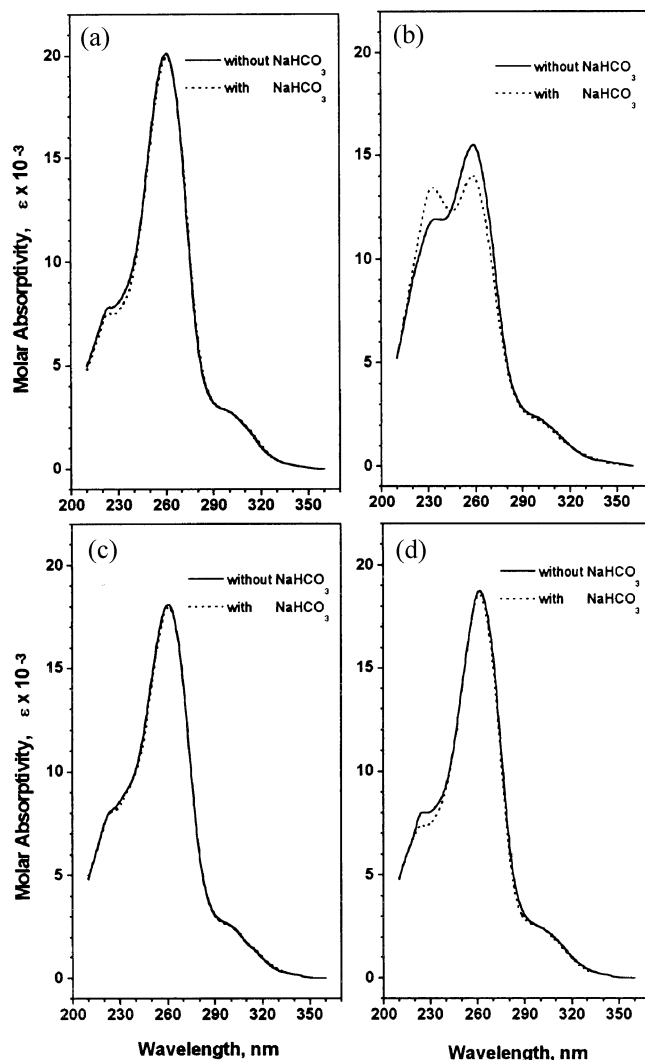 (a)
without NaHCO3
with NaHCO3
20
15
10
5
0
200 230 260 290 320 350
Molar Absorptivity, ε x 10 -3
(b)
without NaHCO3
with NaHCO3
20
15
10
5
0
200 230 260 290 320 350
(c)
without NaHCO3
with NaHCO3
20
15
10
5
0
200 230 260 290 320 350
Molar Absorptivity, ε x 10 -3
Wavelength, nm
(d)
without NaHCO3
with NaHCO3
20
15
10
5
0
200 230 260 290 320 350
Wavelength, nm